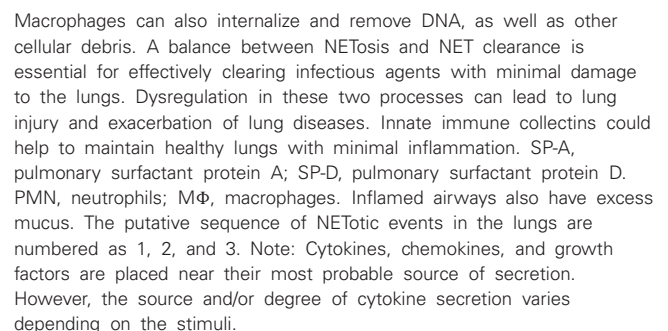 Macrophages can also internalize and remove DNA, as well as other
cellular debris. A balance between NETosis and NET clearance is
essential for effectively clearing infectious agents with minimal damage
to the lungs. Dysregulation in these two processes can lead to lung
injury and exacerbation of lung diseases. Innate immune collectins could
help to maintain healthy lungs with minimal inflammation. SP-A,
pulmonary surfactant protein A; SP-D, pulmonary surfactant protein D.
PMN, neutrophils; MΦ, macrophages. Inflamed airways also have excess
mucus. The putative sequence of NETotic events in the lungs are
numbered as 1, 2, and 3. Note: Cytokines, chemokines, and growth
factors are placed near their most probable source of secretion.
However, the source and/or degree of cytokine secretion varies
depending on the stimuli.